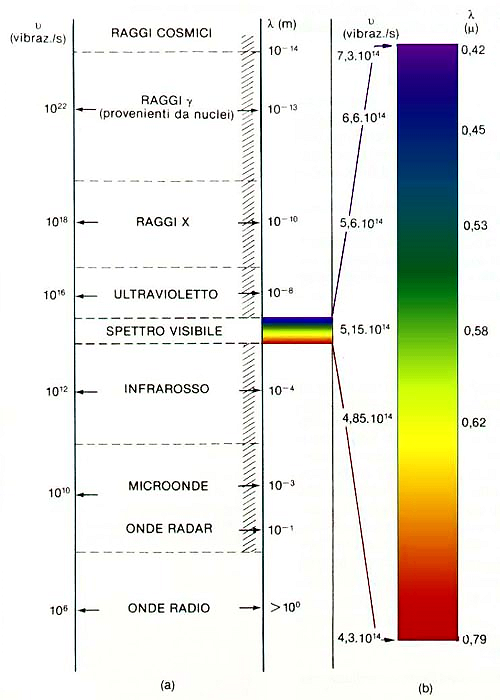 υ
(vibraz./s)
RAGGI COSMICI
λ (m)
υ
(vibraz./s)
λ
(μ)
10⁻¹⁴
7,3.10¹⁴
0,42
10²²
RAGGI γ
(provenienti da nuclei)
10⁻¹³
6,6.10¹⁴
0,45
10¹⁸
RAGGI X
10⁻¹⁰
5,6.10¹⁴
0,53
10¹⁶
ULTRAVIOLETTO
10⁻⁸
SPETTRO VISIBILE
5,15.10¹⁴
0,58
10¹²
INFRAROSSO
10⁻⁴
4,85.10¹⁴
0,62
10¹⁰
MICROONDE
10⁻³
ONDE RADAR
10⁻¹
10⁶
ONDE RADIO
>10⁰
4,3.10¹⁴
0,79
(a)
(b)